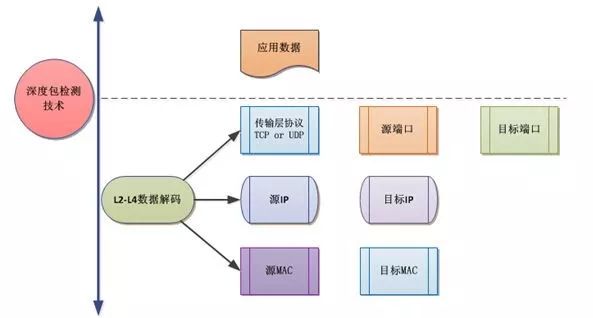 应用数据
深度包检测
技术
传输层协议
TCP or UDP
源端口
目标端口
L2-L4数据解码
源IP
目标IP
源MAC
目标MAC